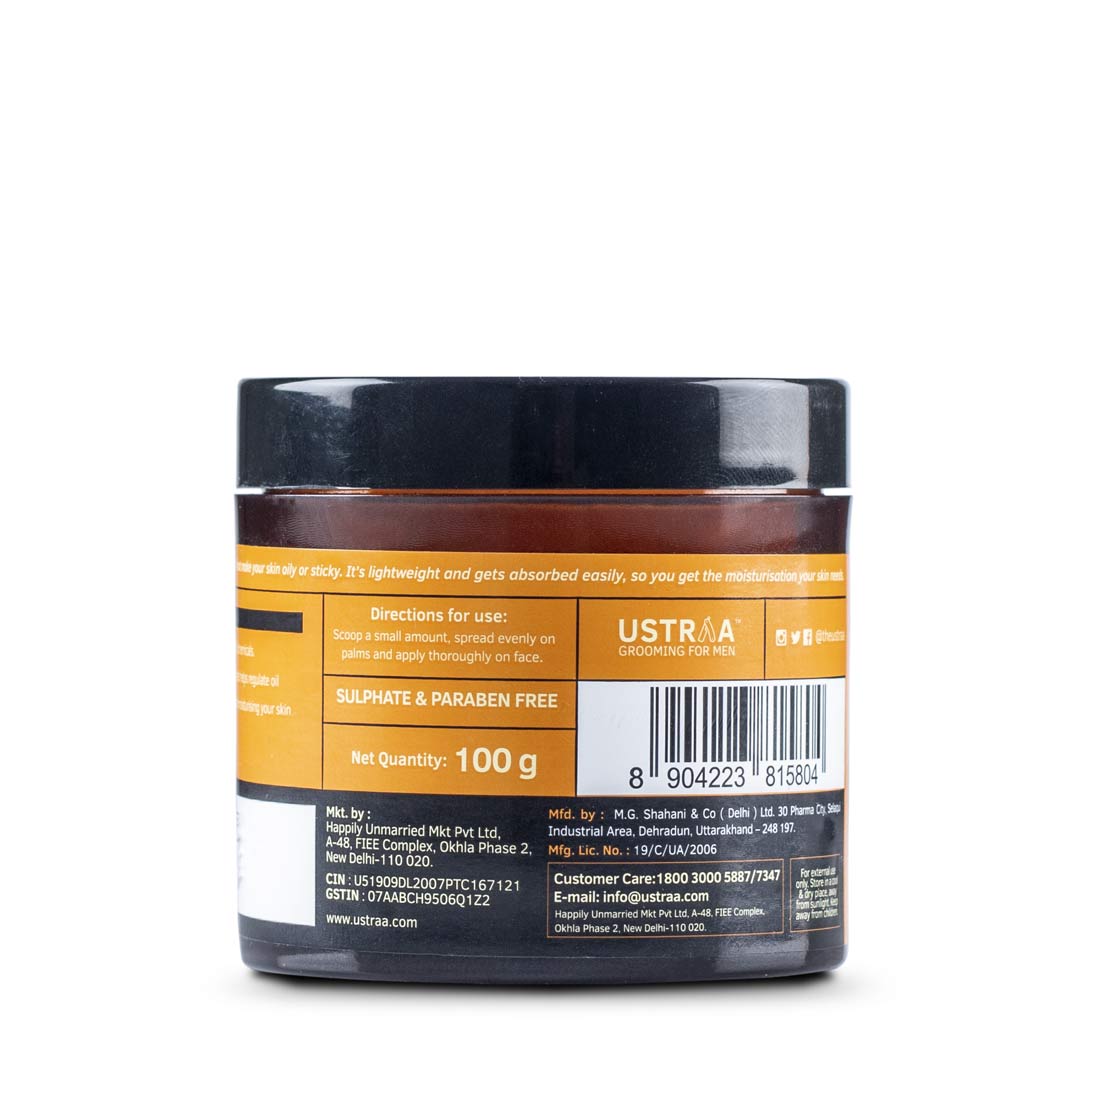 make your skin oily or sticky. It's lightweight and gets absorbed easily, so you get the moisturisation your skin needs.
regulate oil
your skin
Directions for use:
Scoop a small amount, spread evenly on
palms and apply thoroughly on face.
SULPHATE & PARABEN FREE
Net Quantity: 100 g
USTRAA™
GROOMING FOR MEN
@theustraa
8 904223 815804
Mkt. by :
Happily Unmarried Mkt Pvt Ltd,
A-48, FIEE Complex, Okhla Phase 2,
New Delhi-110 020.
CIN : U51909DL2007PTC167121
GSTIN : 07AABCH9506Q1Z2
www.ustraa.com
Mfd. by : M.G. Shahani & Co ( Delhi ) Ltd. 30 Pharma City, Selaqui
Industrial Area, Dehradun, Uttarakhand – 248 197.
Mfg. Lic. No. : 19/C/UA/2006
Customer Care:1800 3000 5887/7347
E-mail: info@ustraa.com
Happily Unmarried Mkt Pvt Ltd, A-48, FIEE Complex,
Okhla Phase 2, New Delhi-110 020.
For external use
only. Store in a cool
& dry place, away
from sunlight. Keep
away from children.